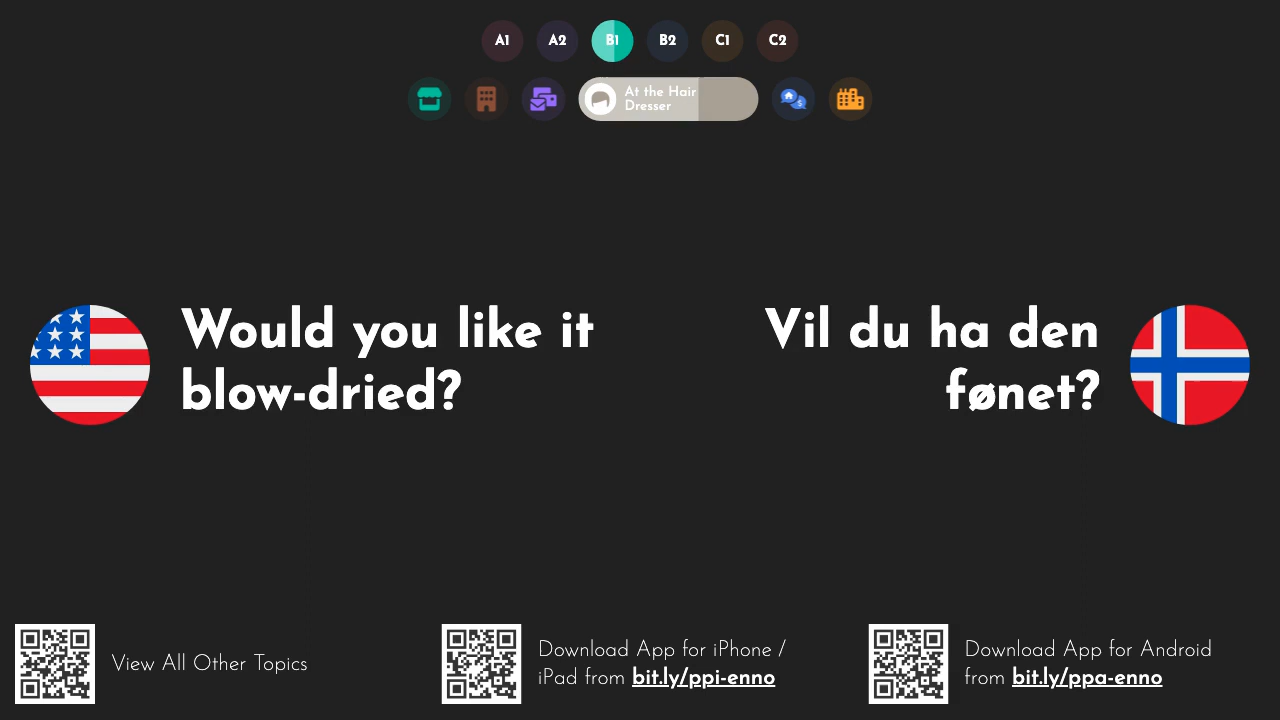 A1 A2 B1 B2 C1 C2
At the Hair
Dresser
Would you like it
blow-dried?
Vil du ha den
fønet?
View All Other Topics
Download App for iPhone /
iPad from bit.ly/ppi-enno
Download App for Android
from bit.ly/ppa-enno